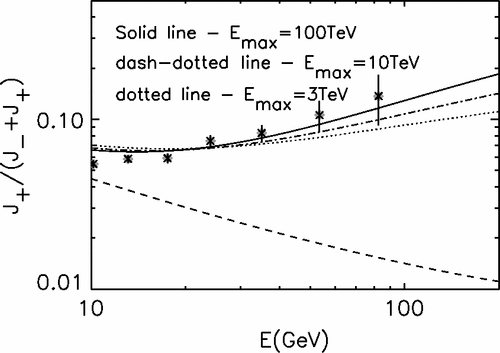 Solid line - E_max=100TeV
dash-dotted line - E_max=10TeV
dotted line - E_max=3TeV
J_+/(J_-+J_+)
0.10
0.01
10
100
E(GeV)